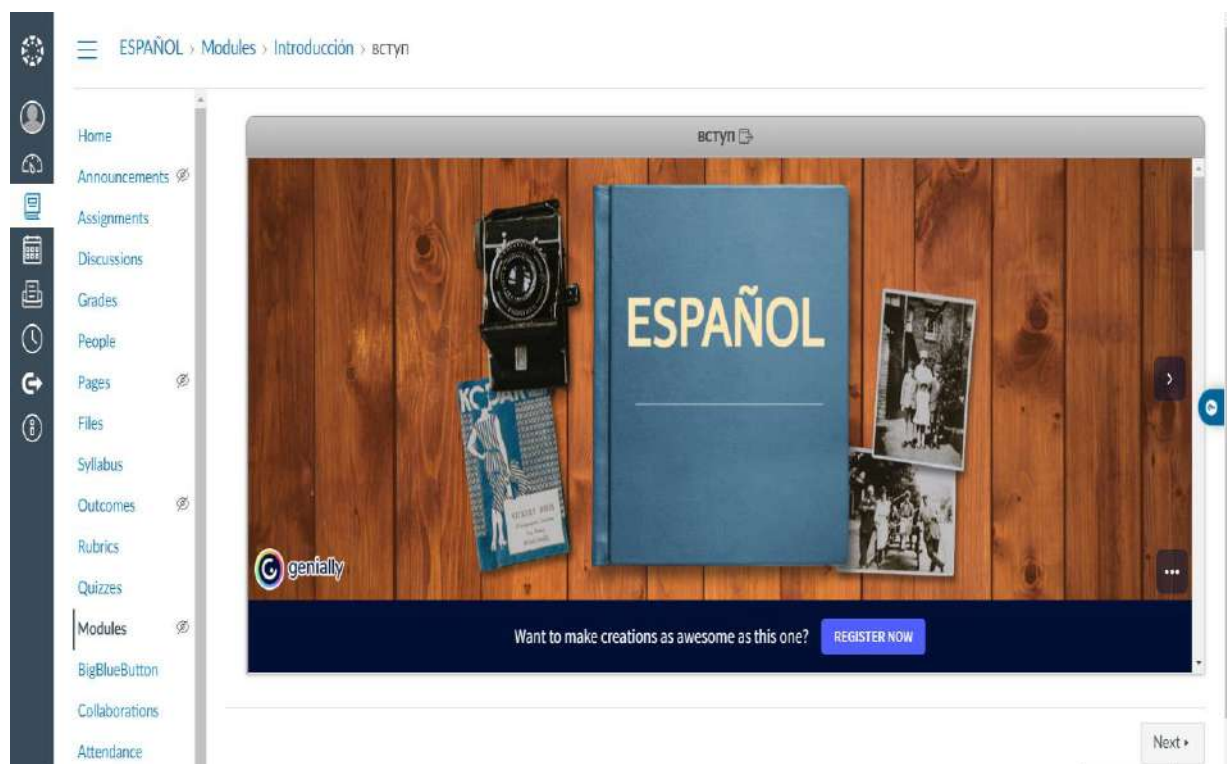 ESPAÑOL › Modules › Introducción › вступ
Home
Announcements
Assignments
Discussions
Grades
People
Pages
Files
Syllabus
Outcomes
Rubrics
Quizzes
Modules
BigBlueButton
Collaborations
Attendance
вступ
ESPAÑOL
genially
Want to make creations as awesome as this one? REGISTER NOW
Next ▸